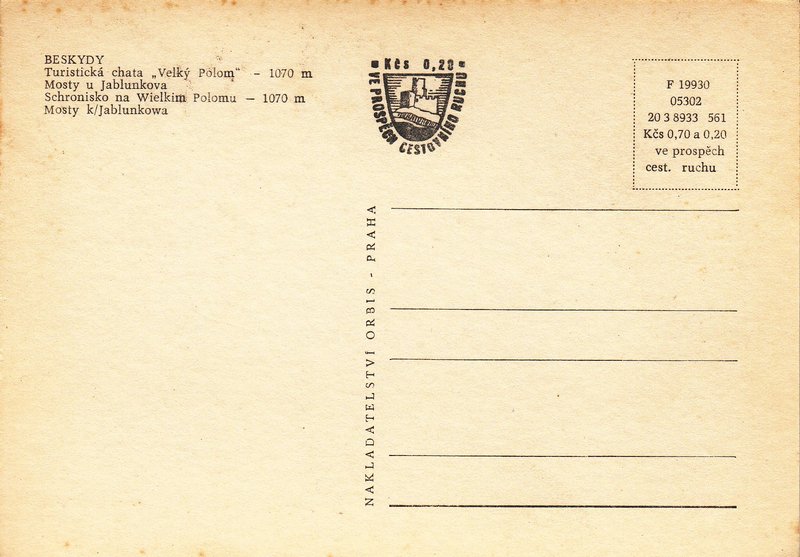 BESKYDY
Turistická chata „Velký Polom“ – 1070 m
Mosty u Jablunkova
Schronisko na Wielkim Polomu – 1070 m
Mosty k/Jablunkowa
Kčs 0,20
VE PROSPĚCH CESTOVNÍHO RUCHU
F 19930
05302
20 3 8933 561
Kčs 0,70 a 0,20
ve prospěch
cest. ruchu
NAKLADATELSTVÍ ORBIS - PRAHA